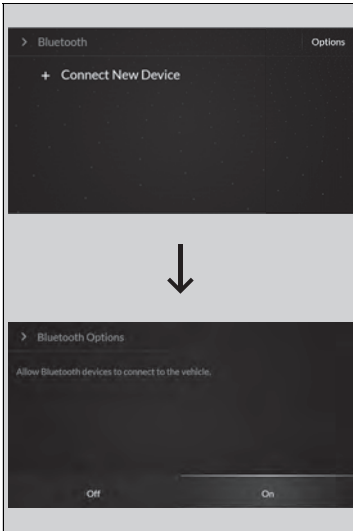 Bluetooth
Options
+ Connect New Device
Bluetooth Options
Allow Bluetooth devices to connect to the vehicle.
Off
On